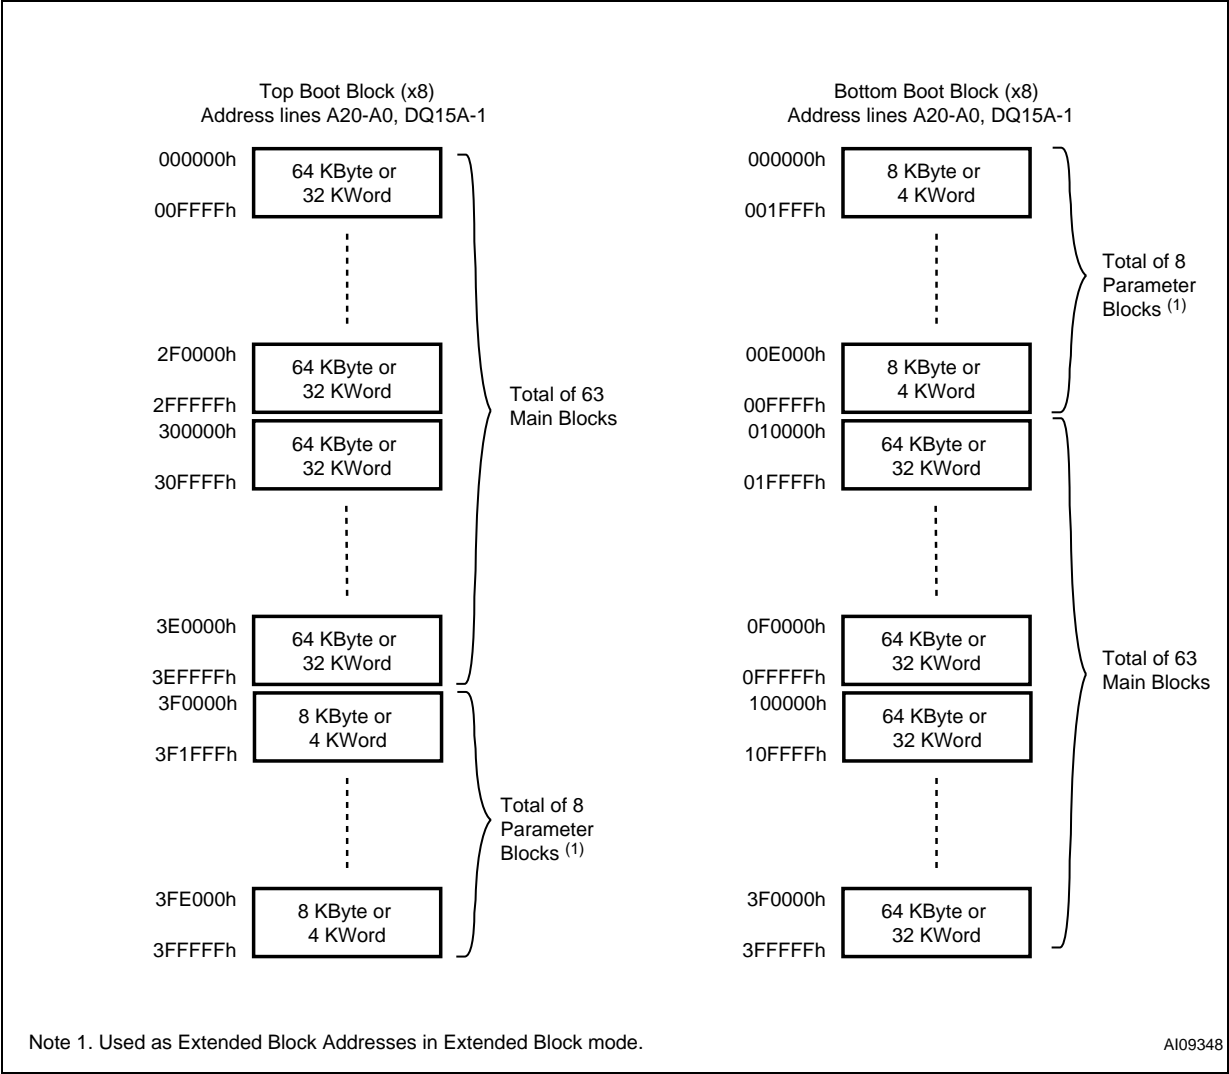 Top Boot Block (x8)
Address lines A20-A0, DQ15A-1
000000h
64 KByte or
32 KWord
00FFFFh
2F0000h
64 KByte or
32 KWord
2FFFFFh
300000h
64 KByte or
32 KWord
30FFFFh
Total of 63
Main Blocks
3E0000h
64 KByte or
32 KWord
3EFFFFh
3F0000h
8 KByte or
4 KWord
3F1FFFh
Total of 8
Parameter
Blocks (1)
3FE000h
8 KByte or
4 KWord
3FFFFFh
Bottom Boot Block (x8)
Address lines A20-A0, DQ15A-1
000000h
8 KByte or
4 KWord
001FFFh
Total of 8
Parameter
Blocks (1)
00E000h
8 KByte or
4 KWord
00FFFFh
010000h
64 KByte or
32 KWord
01FFFFh
0F0000h
64 KByte or
32 KWord
0FFFFFh
Total of 63
Main Blocks
100000h
64 KByte or
32 KWord
10FFFFh
3F0000h
64 KByte or
32 KWord
3FFFFFh
Note 1. Used as Extended Block Addresses in Extended Block mode.
AI09348